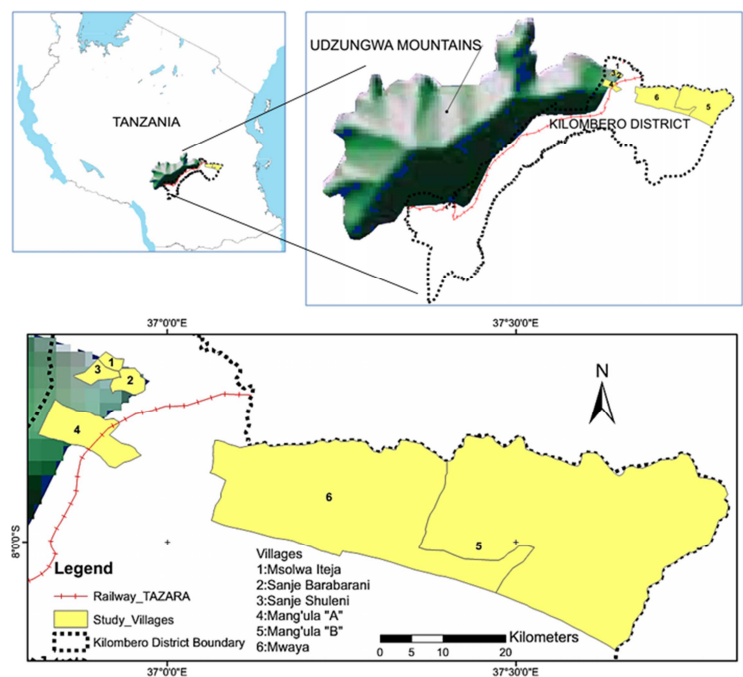 TANZANIA
UDZUNGWA MOUNTAINS
3 2
6
5
KILOMBERO DISTRICT
37°0'0"E
37°30'0"E
1
3
2
4
N
6
5
8°0'0"S
Legend
Railway_TAZARA
Study_Villages
Kilombero District Boundary
Villages
1:Msolwa Iteja
2:Sanje Barabarani
3:Sanje Shuleni
4:Mang'ula "A"
5:Mang'ula "B"
6:Mwaya
Kilometers
0 5 10 20
37°0'0"E
37°30'0"E